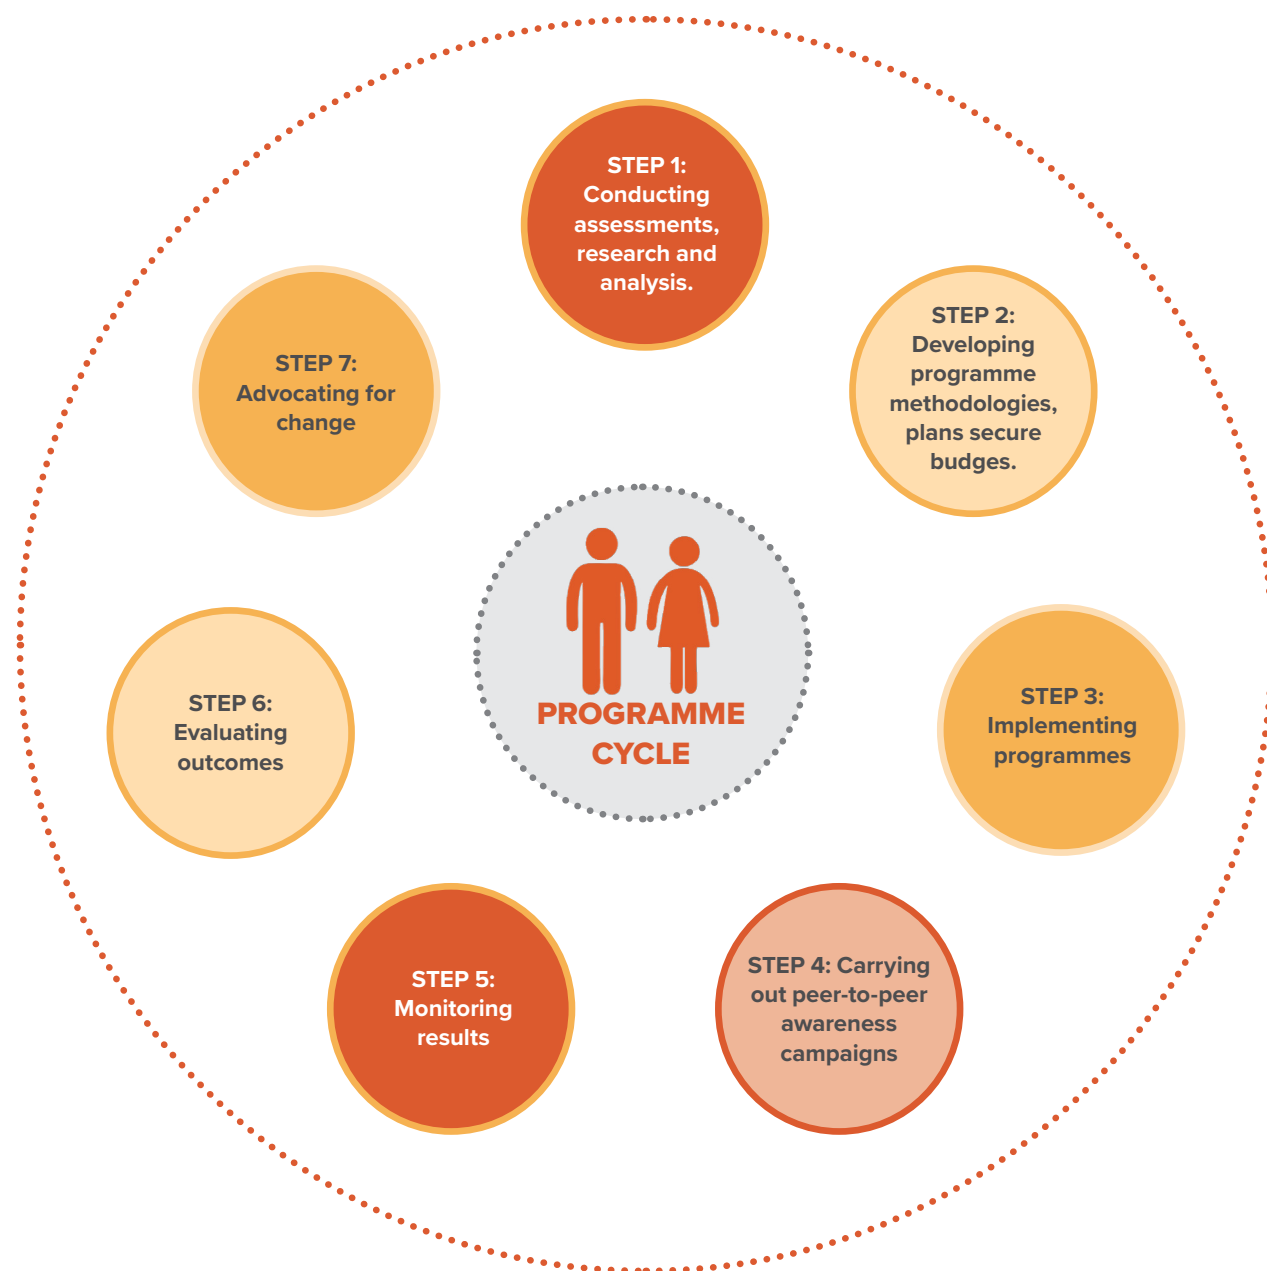 STEP 1:
Conducting
assessments,
research and
analysis.
STEP 2:
Developing
programme
methodologies,
plans secure
budgets.
STEP 3:
Implementing
programmes
STEP 4: Carrying
out peer-to-peer
awareness
campaigns
STEP 5:
Monitoring
results
STEP 6:
Evaluating
outcomes
STEP 7:
Advocating for
change
PROGRAMME
CYCLE